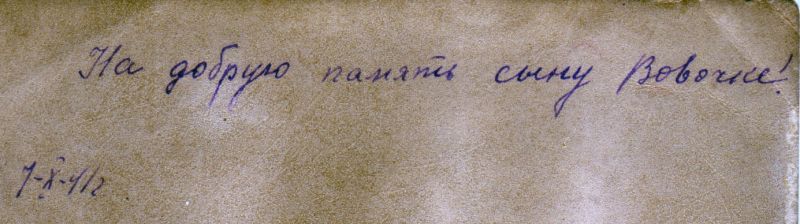 На добрую память сыну Вовочке!
7-X-41г